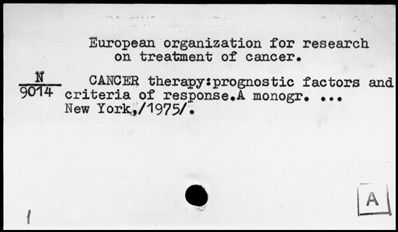 European organization for research
on treatment of cancer.
N
9014
CANCER therapy:prognostic factors and
criteria of response.A monogr. ...
New York,/1975/.
1
A